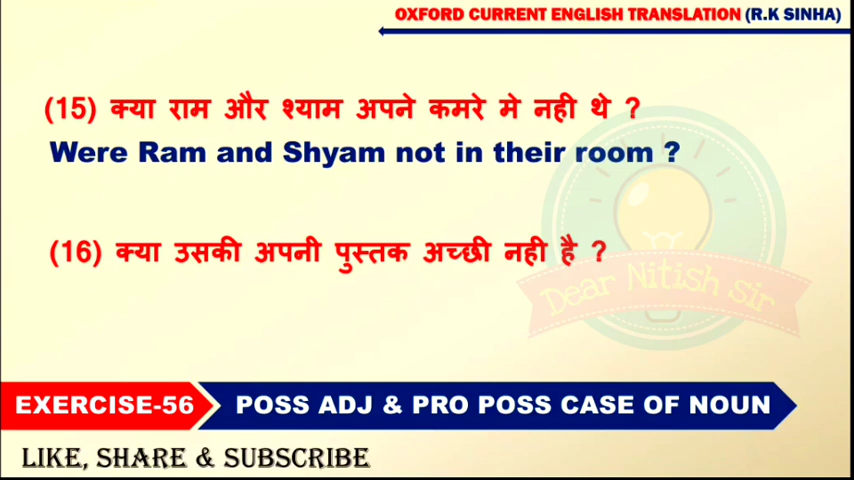 OXFORD CURRENT ENGLISH TRANSLATION (R.K SINHA)
(15) क्या राम और श्याम अपने कमरे मे नही थे ?
Were Ram and Shyam not in their room ?
(16) क्या उसकी अपनी पुस्तक अच्छी नही है ?
Dear Nitish Sir
EXERCISE-56
POSS ADJ & PRO POSS CASE OF NOUN
LIKE, SHARE & SUBSCRIBE